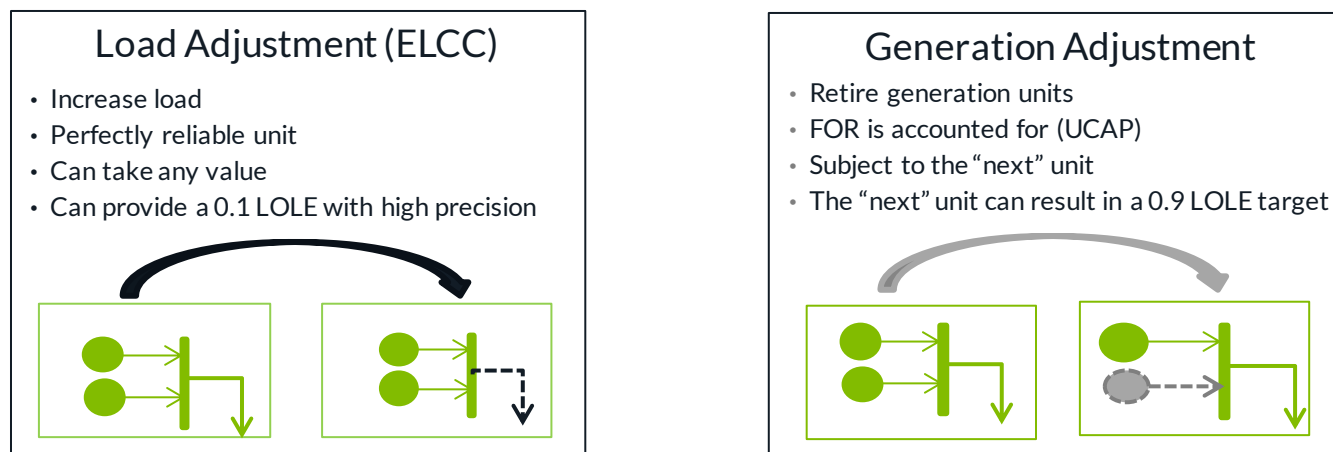 Load Adjustment (ELCC)
• Increase load
• Perfectly reliable unit
• Can take any value
• Can provide a 0.1 LOLE with high precision
Generation Adjustment
• Retire generation units
• FOR is accounted for (UCAP)
• Subject to the “next” unit
• The “next” unit can result in a 0.9 LOLE target